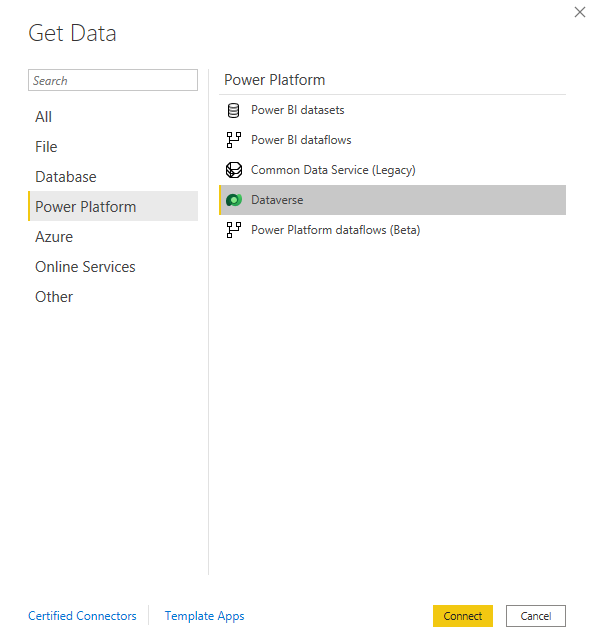 Get Data
Search
All
File
Database
Power Platform
Azure
Online Services
Other
Power Platform
Power BI datasets
Power BI dataflows
Common Data Service (Legacy)
Dataverse
Power Platform dataflows (Beta)
Certified Connectors
Template Apps
Connect
Cancel